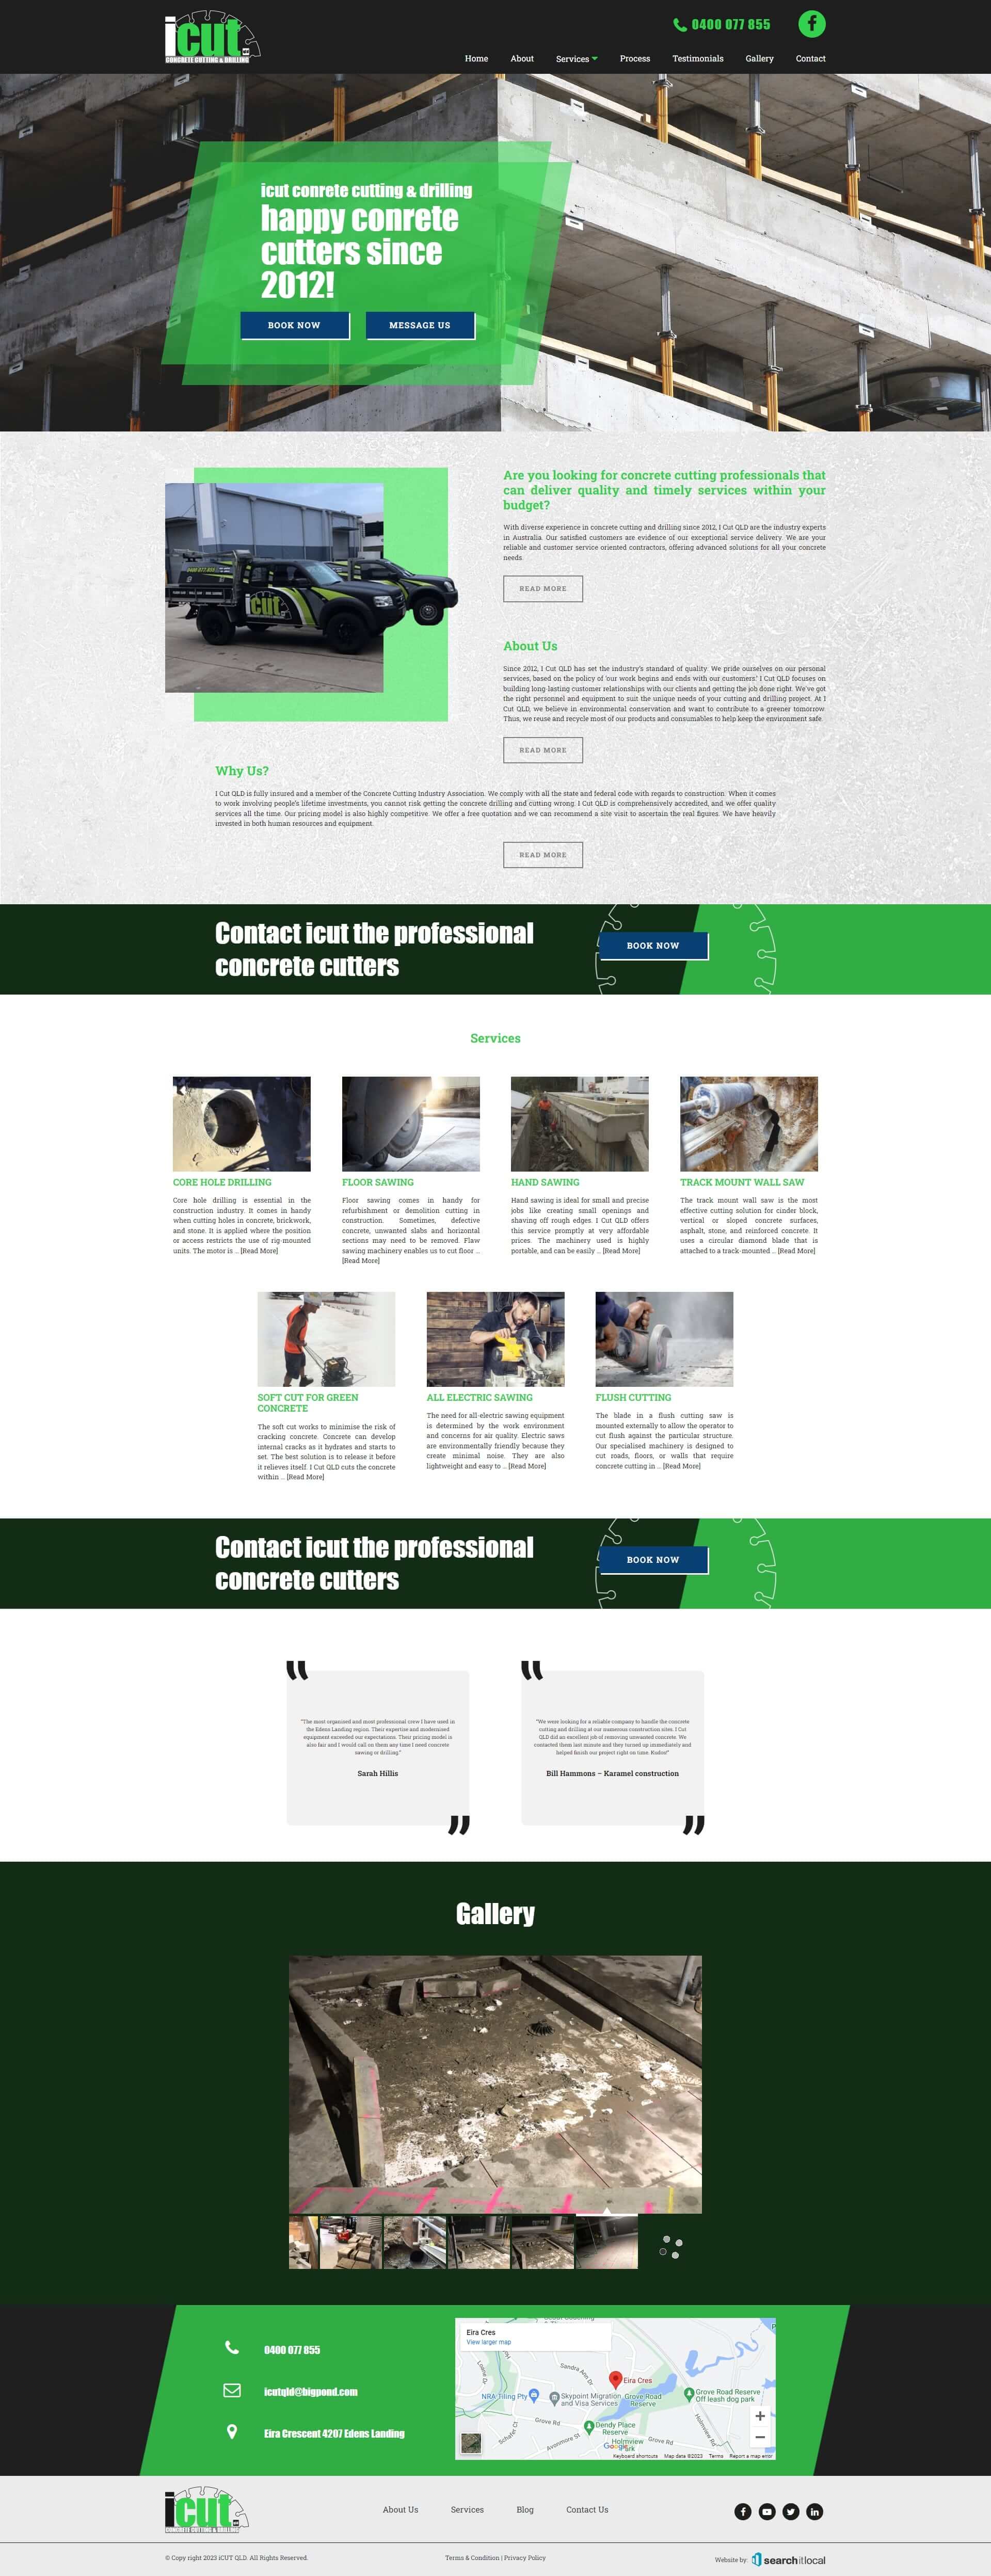 icut
CONCRETE CUTTING & DRILLING
0400 077 855
Home About Services Process Testimonials Gallery Contact
icut conrete cutting & drilling
happy conrete
cutters since
2012!
BOOK NOW MESSAGE US
Are you looking for concrete cutting professionals that
can deliver quality and timely services within your
budget?
With diverse experience in concrete cutting and drilling since 2012, I Cut QLD are the industry experts
in Australia. Our satisfied customers are evidence of our exceptional service delivery. We are your
reliable and customer service oriented contractors, offering advanced solutions for all your concrete
needs.
READ MORE
About Us
Since 2012, I Cut QLD has set the industry's standard of quality. We pride ourselves on our personal
services, based on the policy of 'our work begins and ends with our customers.' I Cut QLD focuses on
building long-lasting customer relationships with our clients and getting the job done right. We've got
the right personnel and equipment to suit the unique needs of your cutting and drilling project. At I
Cut QLD, we believe in environmental conservation and want to contribute to a greener tomorrow.
Thus, we reuse and recycle most of our products and consumables to help keep the environment safe.
READ MORE
Why Us?
I Cut QLD is fully insured and a member of the Concrete Cutting Industry Association. We comply with all the state and federal code with regards to construction. When it comes
to work involving people's lifetime investments, you cannot risk getting the concrete drilling and cutting wrong. I Cut QLD is comprehensively accredited, and we offer quality
services all the time. Our pricing model is also highly competitive. We offer a free quotation and we can recommend a site visit to ascertain the real figures. We have heavily
invested in both human resources and equipment.
READ MORE
Contact icut the professional
concrete cutters
BOOK NOW
Services
CORE HOLE DRILLING
Core hole drilling is essential in the
construction industry. It comes in handy
when cutting holes in concrete, brickwork,
and stone. It is applied where the position
or access restricts the use of rig-mounted
units. The motor is ... [Read More]
FLOOR SAWING
Floor sawing comes in handy for
refurbishment or demolition cutting in
construction. Sometimes, defective
concrete, unwanted slabs and horizontal
sections may need to be removed. Flaw
sawing machinery enables us to cut floor ...
[Read More]
HAND SAWING
Hand sawing is ideal for small and precise
jobs like creating small openings and
shaving off rough edges. I Cut QLD offers
this service promptly at very affordable
prices. The machinery used is highly
portable, and can be easily ... [Read More]
TRACK MOUNT WALL SAW
The track mount wall saw is the most
effective cutting solution for cinder block,
vertical or sloped concrete surfaces,
asphalt, stone, and reinforced concrete. It
uses a circular diamond blade that is
attached to a track-mounted ... [Read More]
SOFT CUT FOR GREEN
CONCRETE
The soft cut works to minimise the risk of
cracking concrete. Concrete can develop
internal cracks as it hydrates and starts to
set. The best solution is to release it before
it relieves itself. I Cut QLD cuts the concrete
within ... [Read More]
ALL ELECTRIC SAWING
The need for all-electric sawing equipment
is determined by the work environment
and concerns for air quality. Electric saws
are environmentally friendly because they
create minimal noise. They are also
lightweight and easy to ... [Read More]
FLUSH CUTTING
The blade in a flush cutting saw is
mounted externally to allow the operator to
cut flush against the particular structure.
Our specialised machinery is designed to
cut roads, floors, or walls that require
concrete cutting in ... [Read More]
Contact icut the professional
concrete cutters
BOOK NOW
"The most organised and most professional crew I have used in
the Edens Landing region. Their expertise and modernised
equipment exceeded our expectations. Their pricing model is
also fair and I would call on them any time I need concrete
sawing or drilling."
Sarah Hillis
"We were looking for a reliable company to handle the concrete
cutting and drilling at our numerous construction sites. I Cut
QLD did an excellent job of removing unwanted concrete. We
contacted them last minute and they turned up immediately and
helped finish our project right on time. Kudos!"
Bill Hammons – Karamel construction
Gallery
0400 077 855
icutqld@bigpond.com
Eira Crescent 4207 Edens Landing
Eira Cres
View larger map
Sandra Ann Dr
Eira Cres
NRA Tiling Pty
Skypoint Migration
and Visa Services
Grove Road
Reserve
Grove Road Reserve
Off leash dog park
Grove Rd
Dendy Place
Reserve
Schafer Ct
Avonmore St
Holmview
Park
Grove Rd
Holmview Rd
Google
Keyboard shortcuts Map data ©2023 Terms Report a map error
icut
CONCRETE CUTTING & DRILLING
About Us Services Blog Contact Us
© Copy right 2023 iCUT QLD. All Rights Reserved.
Terms & Condition | Privacy Policy
Website by: searchitlocal